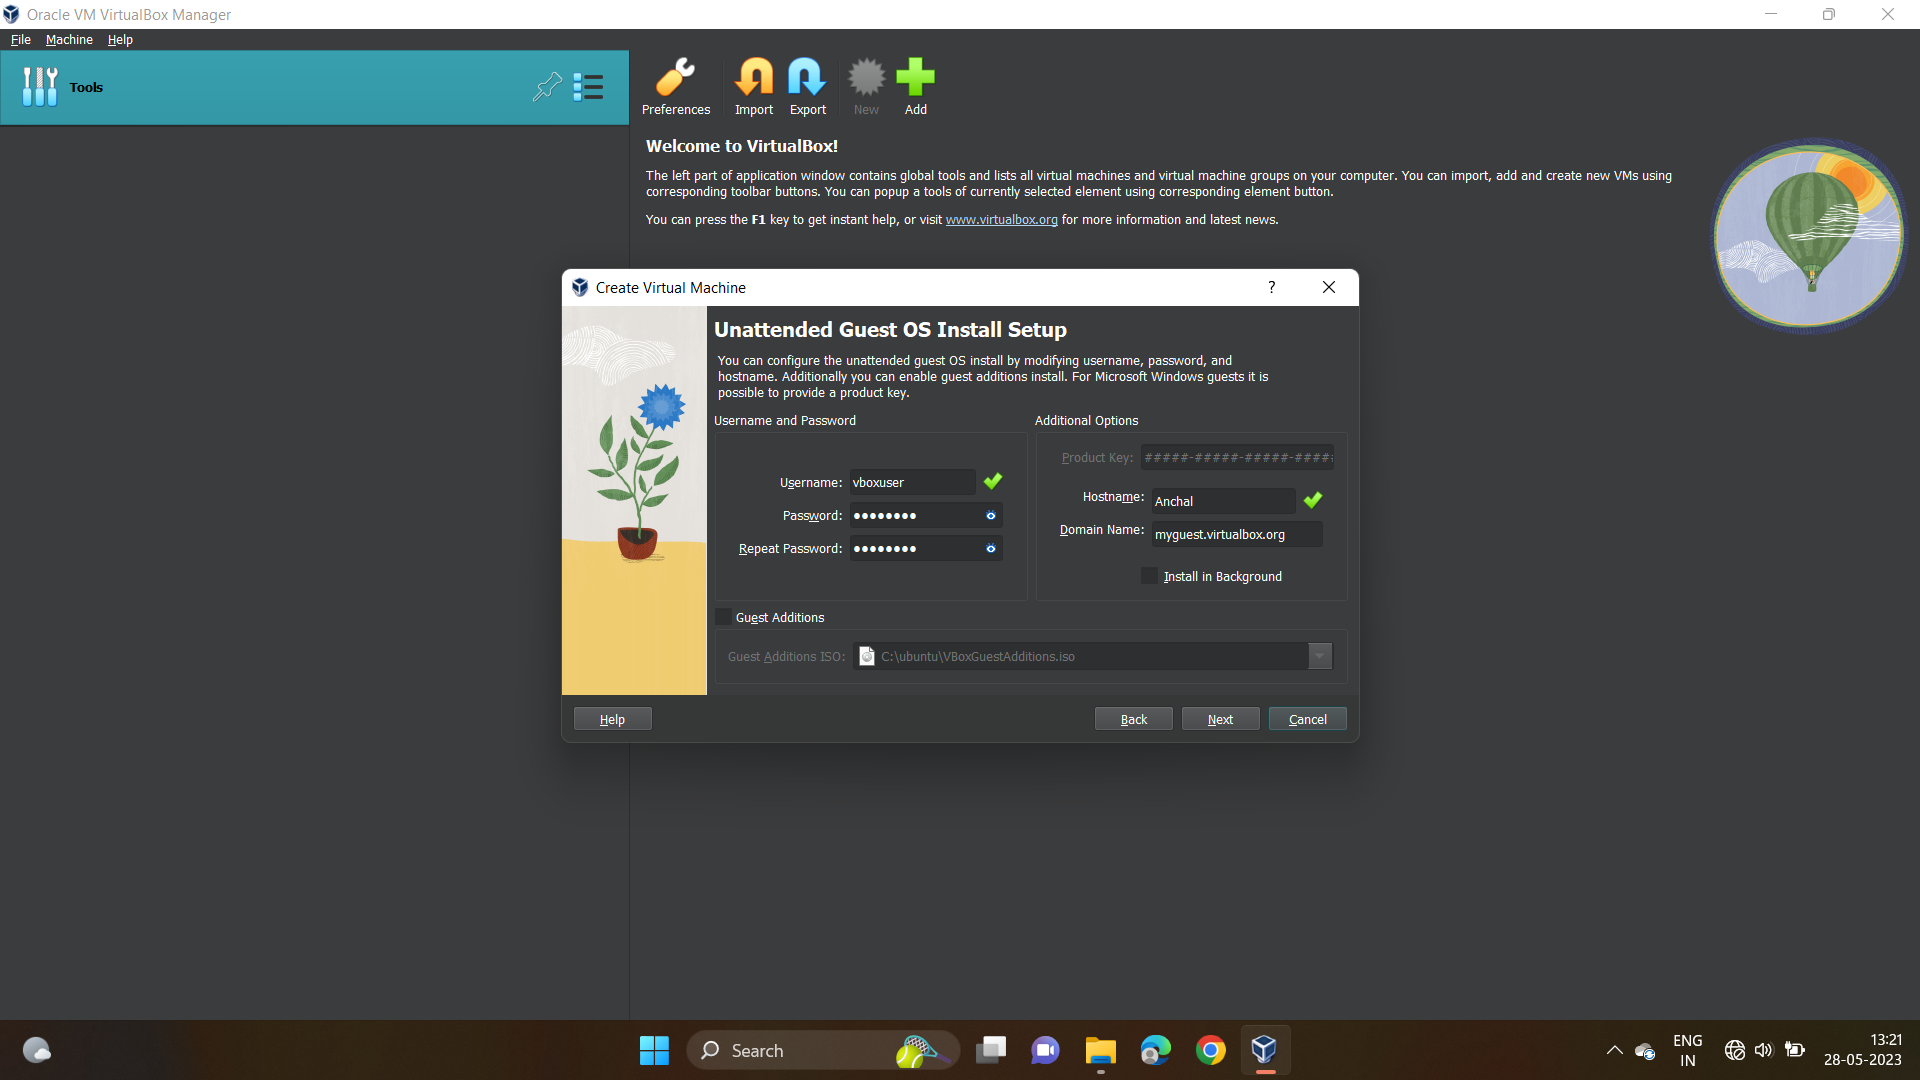 Oracle VM VirtualBox Manager
File Machine Help
Tools
Preferences Import Export New Add
Welcome to VirtualBox!
The left part of application window contains global tools and lists all virtual machines and virtual machine groups on your computer. You can import, add and create new VMs using
corresponding toolbar buttons. You can popup a tools of currently selected element using corresponding element button.
You can press the F1 key to get instant help, or visit www.virtualbox.org for more information and latest news.
Create Virtual Machine
?
Unattended Guest OS Install Setup
You can configure the unattended guest OS install by modifying username, password, and
hostname. Additionally you can enable guest additions install. For Microsoft Windows guests it is
possible to provide a product key.
Username and Password
Username: vboxuser
Password: ●●●●●●●●
Repeat Password: ●●●●●●●●
Additional Options
Product Key: #####-#####-#####-####
Hostname: Anchal
Domain Name: myguest.virtualbox.org
Install in Background
Guest Additions
Guest Additions ISO: C:\ubuntu\VBoxGuestAdditions.iso
Help Back Next Cancel
Search
ENG
IN
13:21
28-05-2023